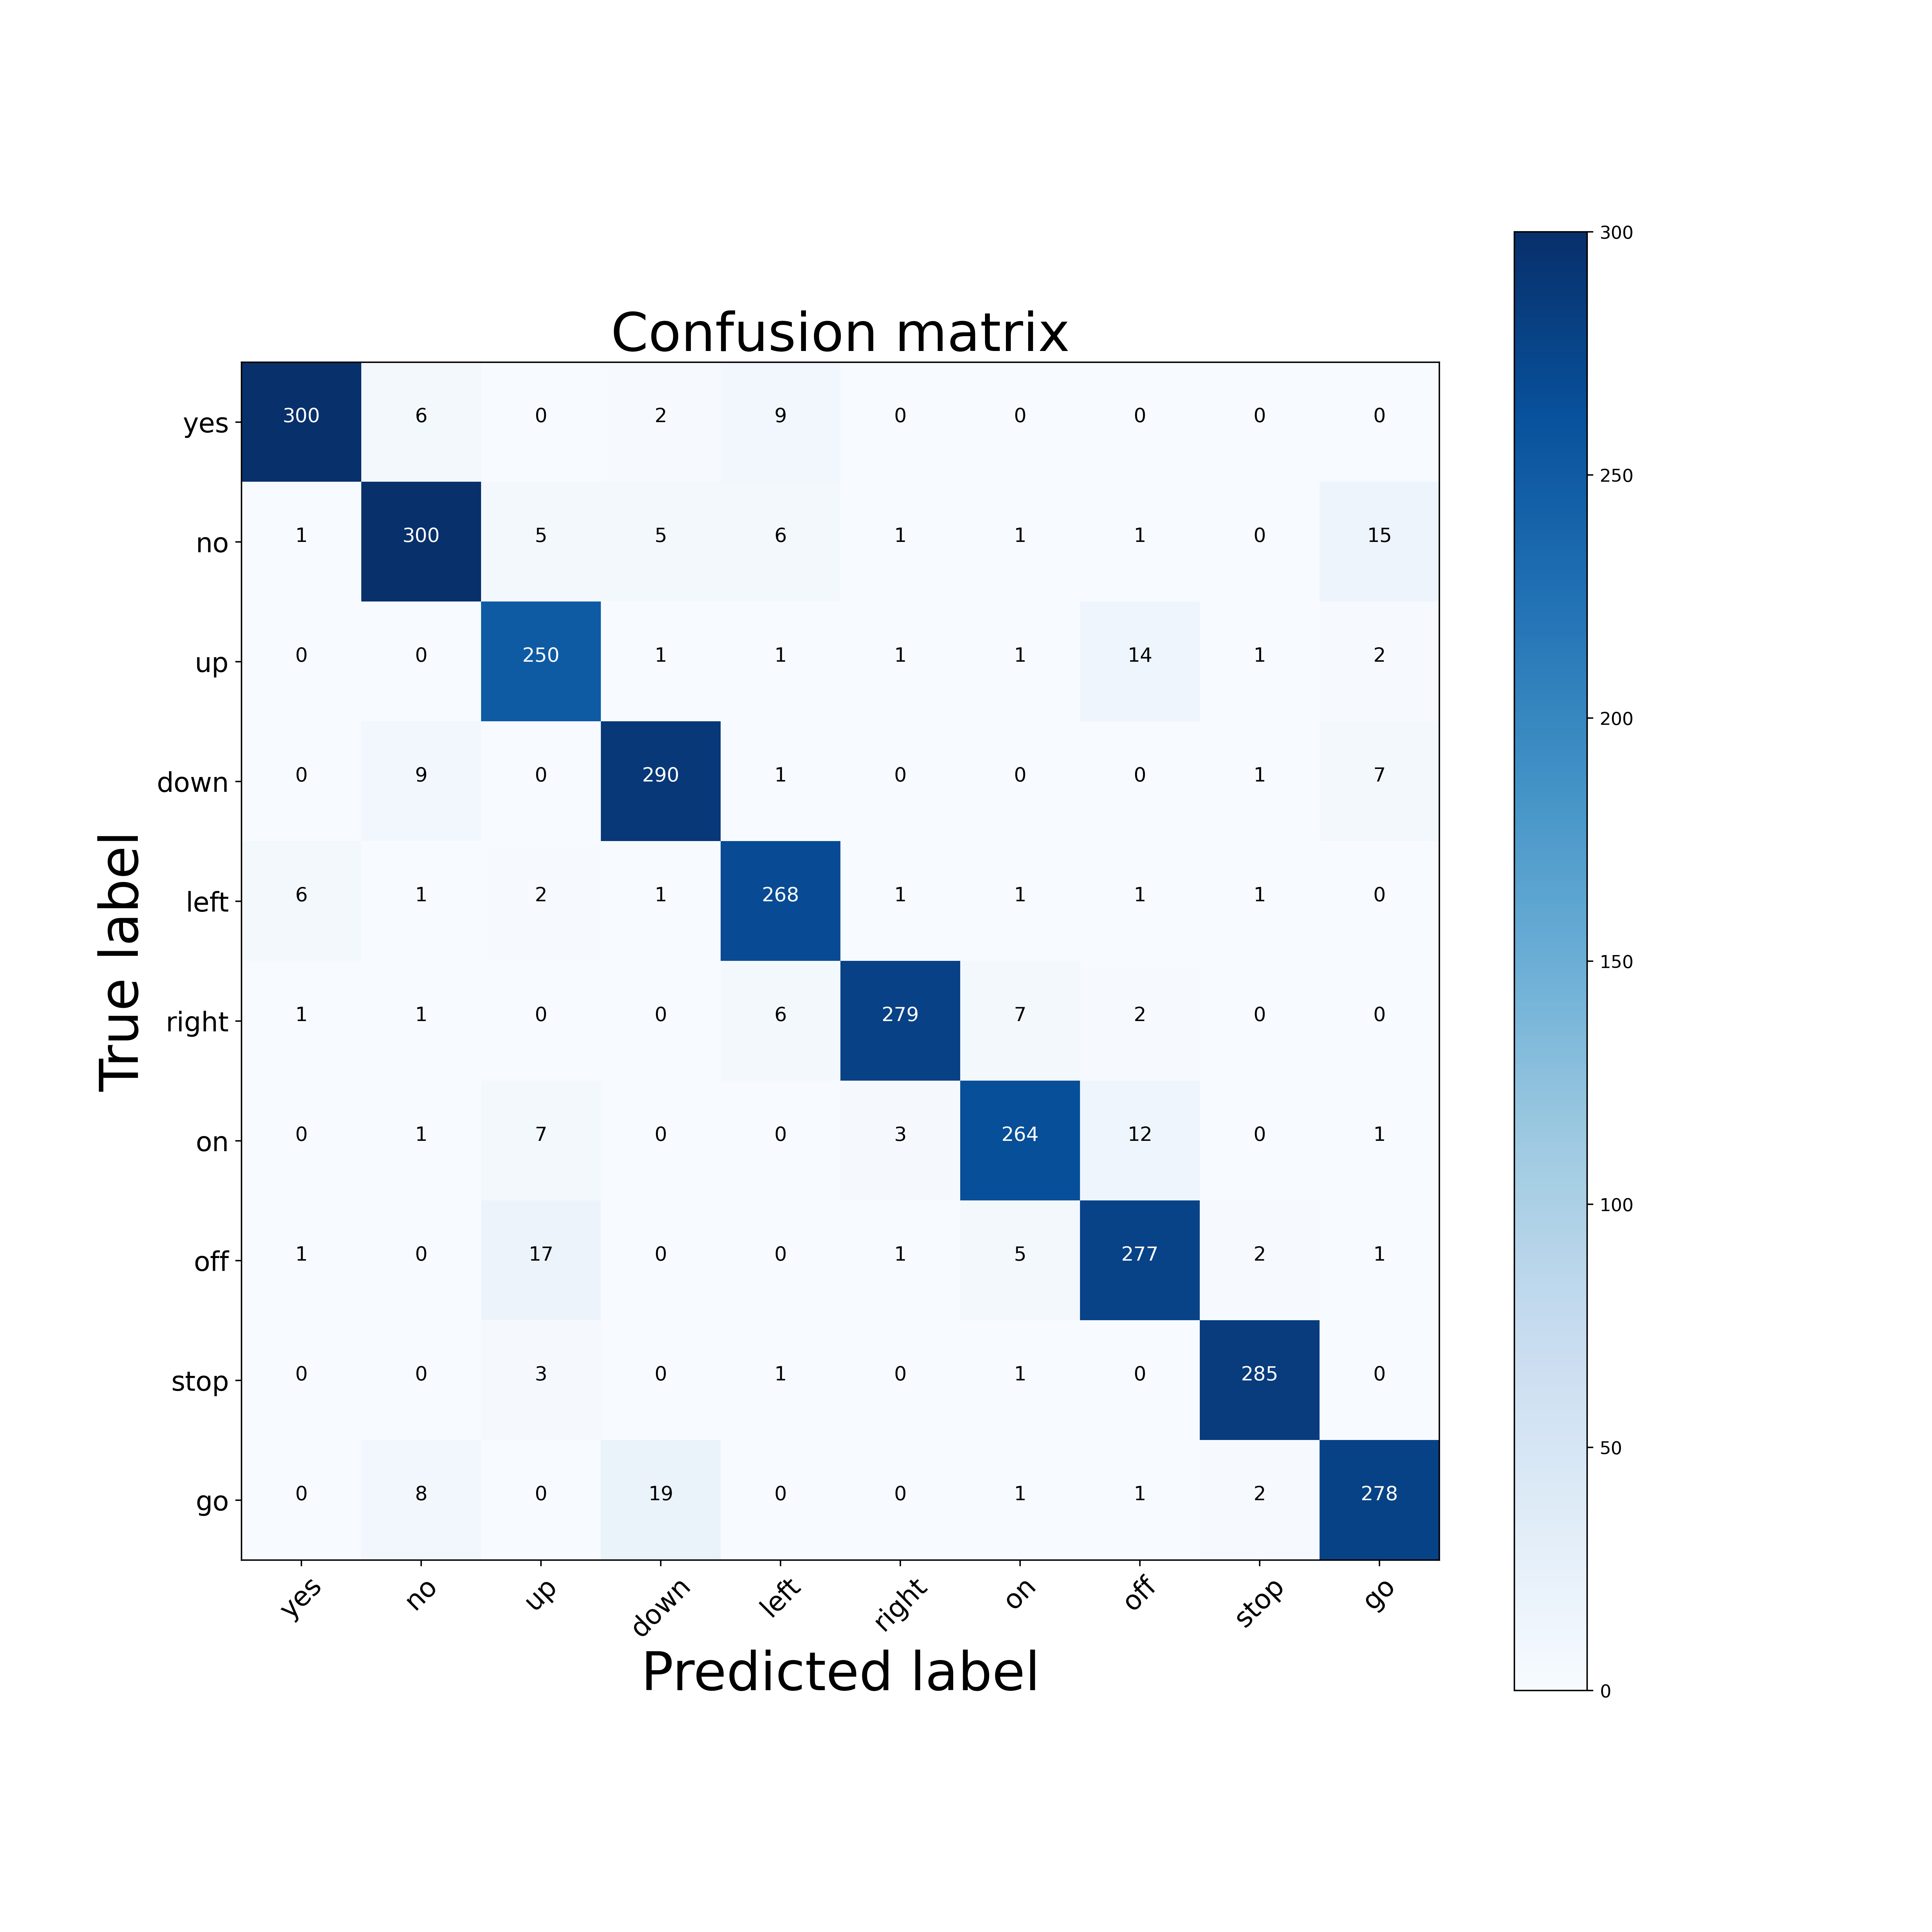 Confusion matrix
yes 300 6 0 2 9 0 0 0 0 0
no 1 300 5 5 6 1 1 1 0 15
up 0 0 250 1 1 1 1 14 1 2
down 0 9 0 290 1 0 0 0 1 7
left 6 1 2 1 268 1 1 1 1 0
right 1 1 0 0 6 279 7 2 0 0
on 0 1 7 0 0 3 264 12 0 1
off 1 0 17 0 0 1 5 277 2 1
stop 0 0 3 0 1 0 1 0 285 0
go 0 8 0 19 0 0 1 1 2 278
yes no up down left right on off stop go
True label
Predicted label
300
250
200
150
100
50
0